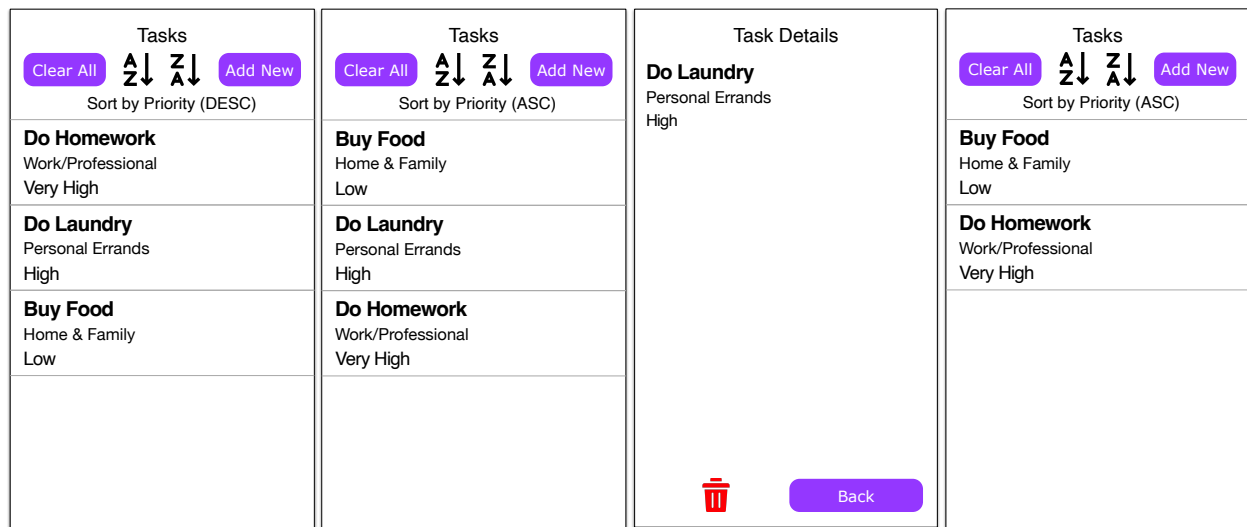 Tasks
Clear All
A
Z
Z
A
Add New
Sort by Priority (DESC)
Do Homework
Work/Professional
Very High
Do Laundry
Personal Errands
High
Buy Food
Home & Family
Low
Tasks
Clear All
A
Z
Z
A
Add New
Sort by Priority (ASC)
Buy Food
Home & Family
Low
Do Laundry
Personal Errands
High
Do Homework
Work/Professional
Very High
Task Details
Do Laundry
Personal Errands
High
Back
Tasks
Clear All
A
Z
Z
A
Add New
Sort by Priority (ASC)
Buy Food
Home & Family
Low
Do Homework
Work/Professional
Very High